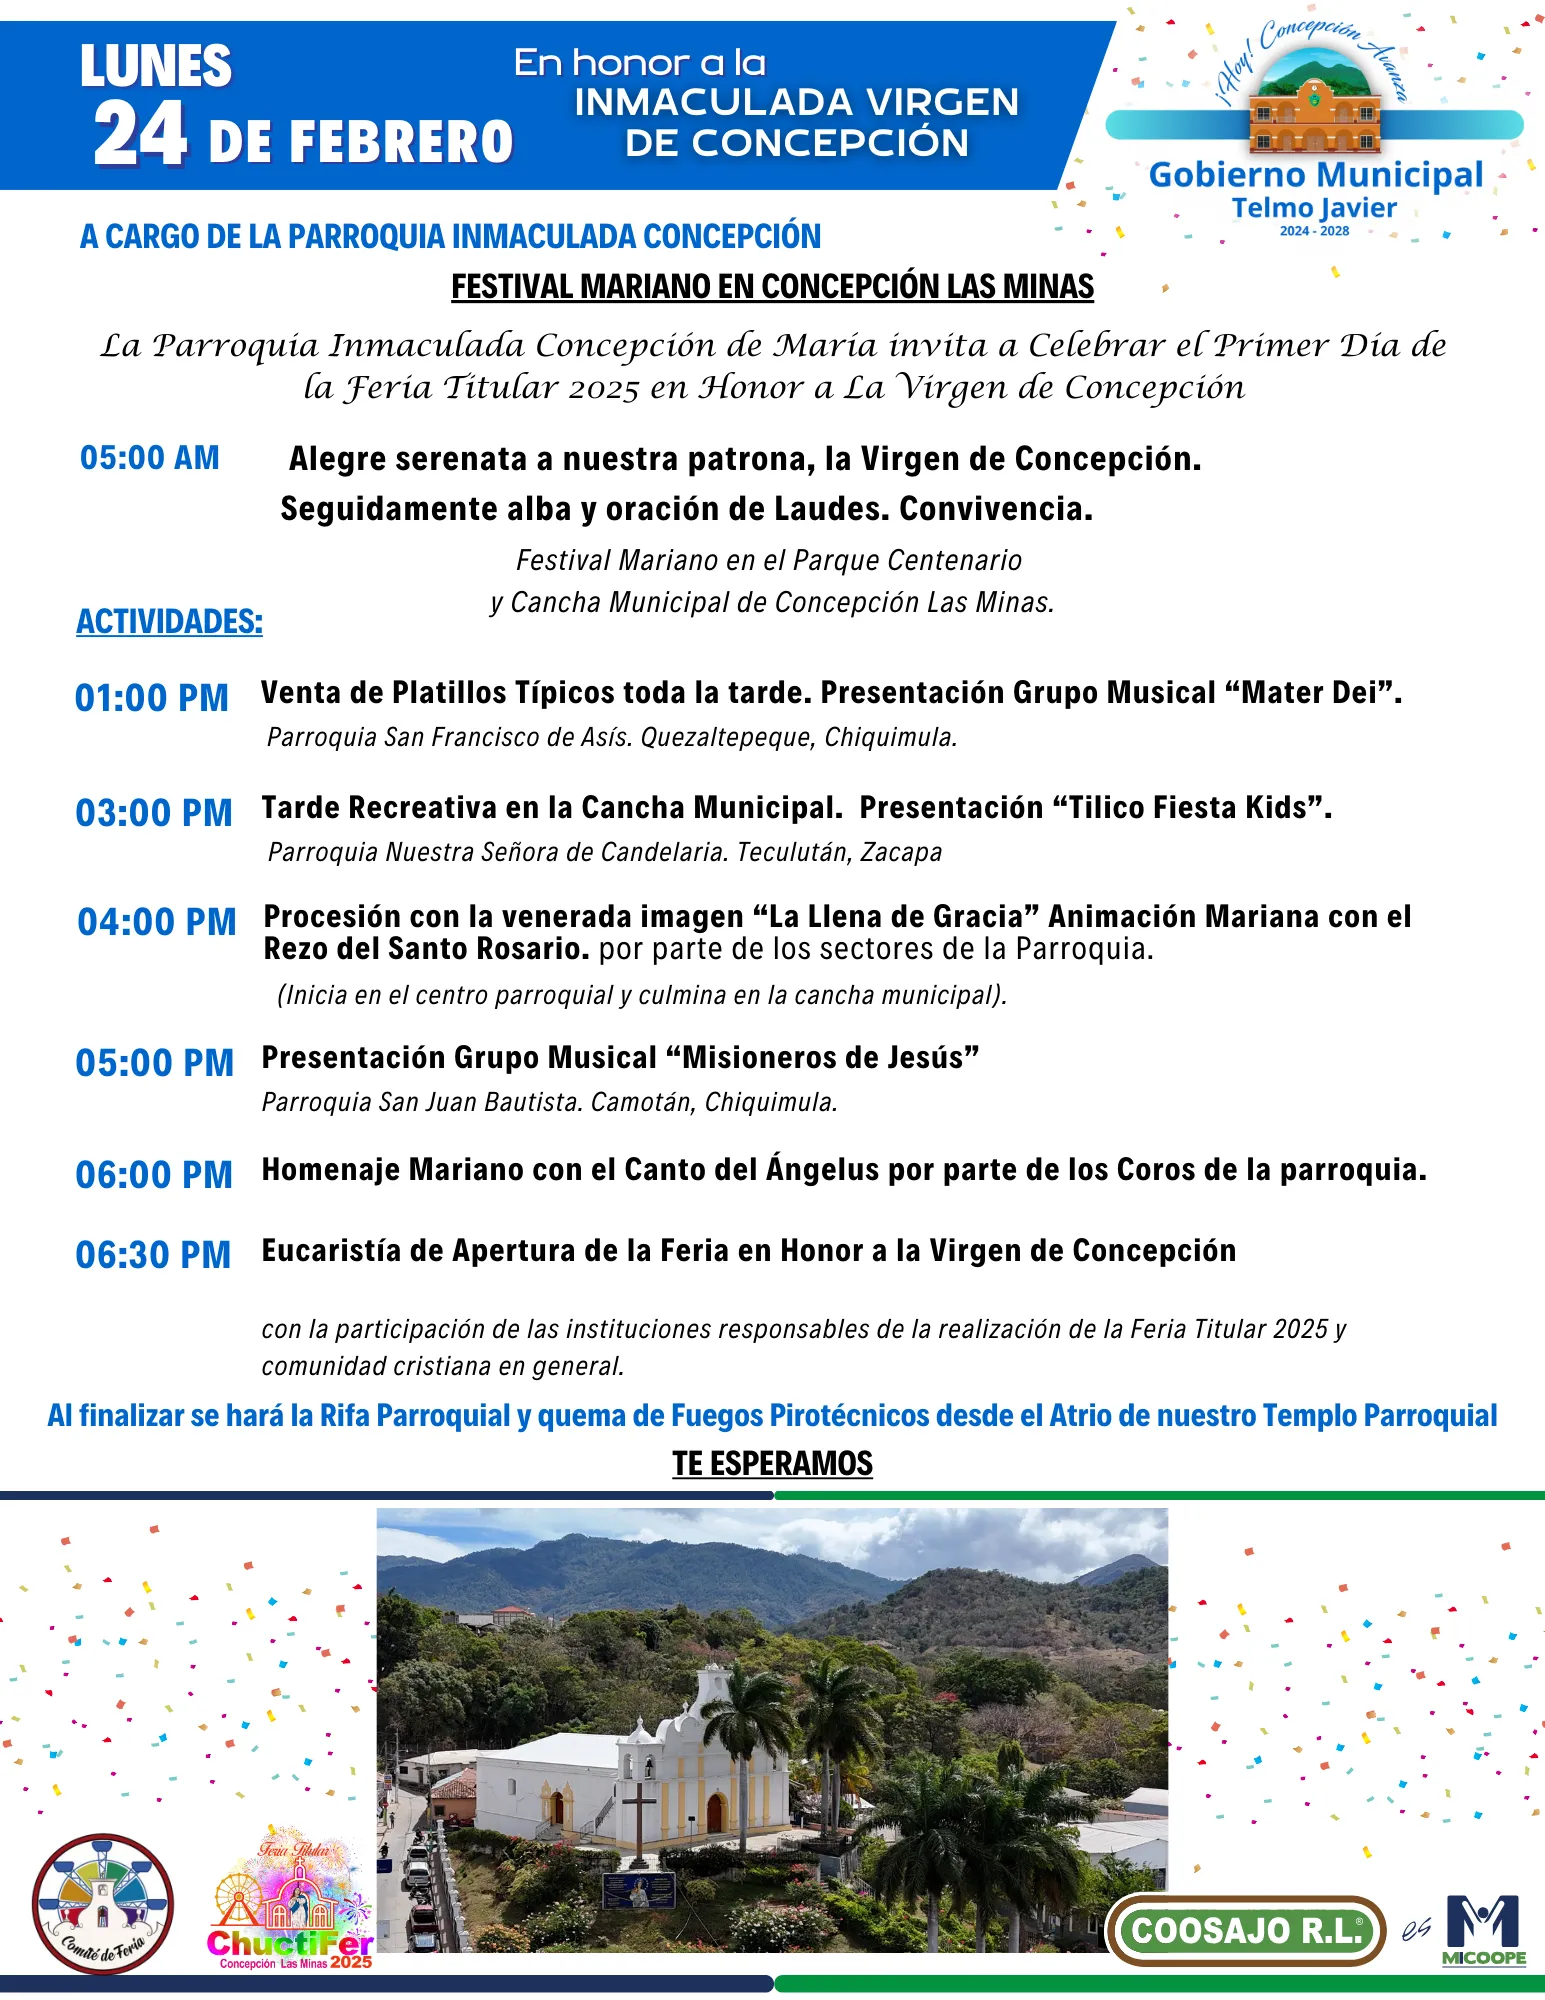 LUNES
24 DE FEBRERO
En honor a la
INMACULADA VIRGEN
DE CONCEPCIÓN
¡Hoy! Concepción Avanza
Gobierno Municipal
Telmo Javier
2024 - 2028
A CARGO DE LA PARROQUIA INMACULADA CONCEPCIÓN
FESTIVAL MARIANO EN CONCEPCIÓN LAS MINAS
La Parroquia Inmaculada Concepción de María invita a Celebrar el Primer Día de
la Feria Titular 2025 en Honor a La Virgen de Concepción
05:00 AM Alegre serenata a nuestra patrona, la Virgen de Concepción.
Seguidamente alba y oración de Laudes. Convivencia.
Festival Mariano en el Parque Centenario
y Cancha Municipal de Concepción Las Minas.
ACTIVIDADES:
01:00 PM Venta de Platillos Típicos toda la tarde. Presentación Grupo Musical “Mater Dei”.
Parroquia San Francisco de Asís. Quezaltepeque, Chiquimula.
03:00 PM Tarde Recreativa en la Cancha Municipal. Presentación “Tilico Fiesta Kids”.
Parroquia Nuestra Señora de Candelaria. Teculután, Zacapa
04:00 PM Procesión con la venerada imagen “La Llena de Gracia” Animación Mariana con el
Rezo del Santo Rosario. por parte de los sectores de la Parroquia.
(Inicia en el centro parroquial y culmina en la cancha municipal).
05:00 PM Presentación Grupo Musical “Misioneros de Jesús”
Parroquia San Juan Bautista. Camotán, Chiquimula.
06:00 PM Homenaje Mariano con el Canto del Ángelus por parte de los Coros de la parroquia.
06:30 PM Eucaristía de Apertura de la Feria en Honor a la Virgen de Concepción
con la participación de las instituciones responsables de la realización de la Feria Titular 2025 y
comunidad cristiana en general.
Al finalizar se hará la Rifa Parroquial y quema de Fuegos Pirotécnicos desde el Atrio de nuestro Templo Parroquial
TE ESPERAMOS
Comité de Feria
Feria Titular
ChuctiFer
Concepción Las Minas 2025
COOSAJO R.L.®
es
MICOOPE